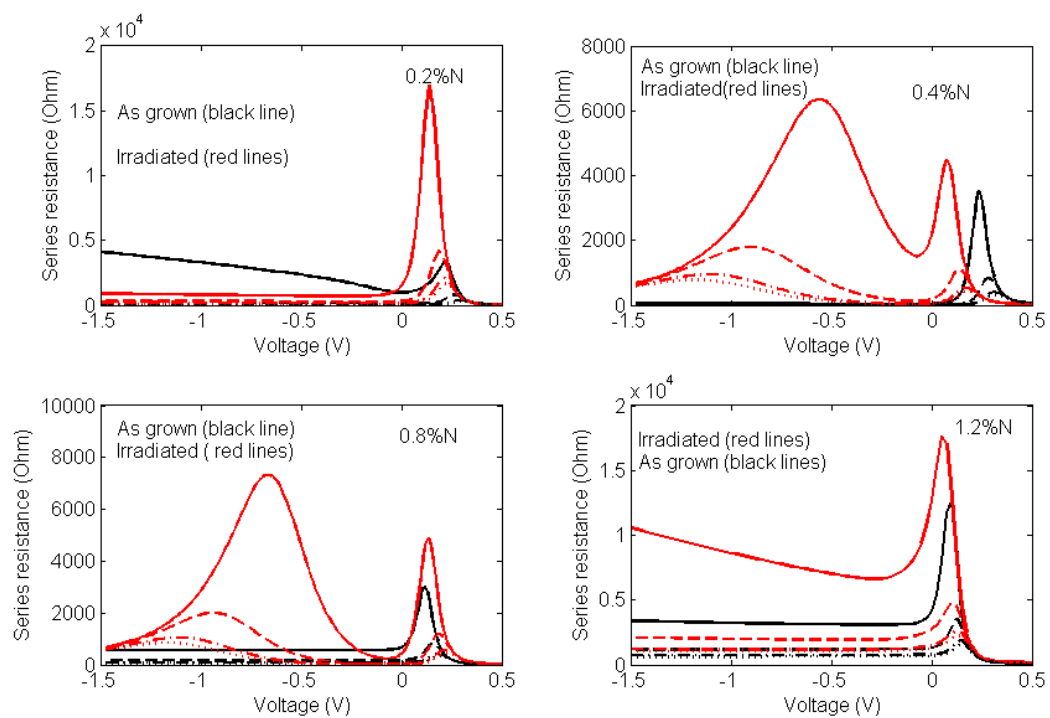 x 10^4
2
1.5
1
0.5
0
Series resistance (Ohm)
0.2%N
As grown (black line)
Irradiated (red lines)
-1.5 -1 -0.5 0 0.5
Voltage (V)
8000
6000
4000
2000
0
Series resistance (Ohm)
As grown (black line)
Irradiated(red lines)
0.4%N
-1.5 -1 -0.5 0 0.5
Voltage (V)
10000
8000
6000
4000
2000
0
Series resistance (Ohm)
As grown (black line)
Irradiated ( red lines)
0.8%N
-1.5 -1 -0.5 0 0.5
Voltage (V)
x 10^4
2
1.5
1
0.5
0
Series resistance (Ohm)
1.2%N
Irradiated (red lines)
As grown (black lines)
-1.5 -1 -0.5 0 0.5
Voltage (V)